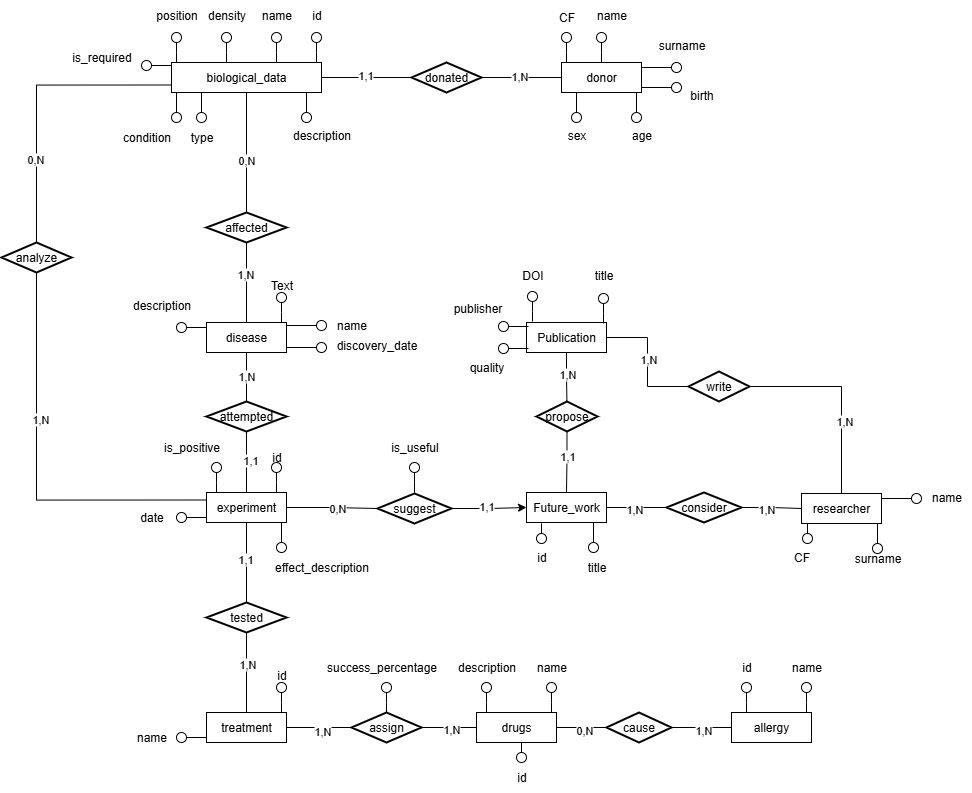 position density name id
CF name
is_required
biological_data
1,1
donated
1,N
donor
surname
birth
condition type description
sex age
0,N
0,N
analyze
affected
1,N
Text
description
disease
name
discovery_date
DOI title
publisher
Publication
quality
1,N
1,N
1,N
write
attempted
propose
1,N
1,N
is_positive
1,1
id
is_useful
1,1
experiment
0,N
suggest
1,1
Future_work
1,N
consider
1,N
researcher
name
date
effect_description
id
title
CF
surname
1,1
tested
1,N
id
success_percentage
description name
id name
name
treatment
1,N
assign
1,N
drugs
0,N
cause
1,N
allergy
id